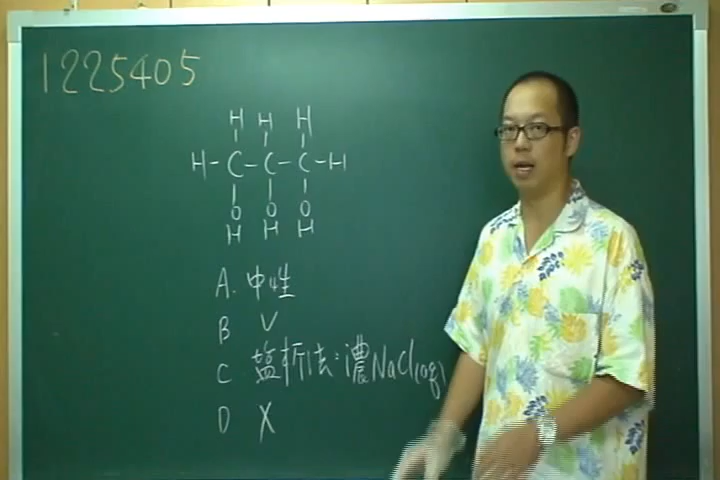 1225405
H H H
H-C-C-C-H
O O O
H H H
A. 中性
B V
C 鹽析法:濃NaCl(aq)
D X